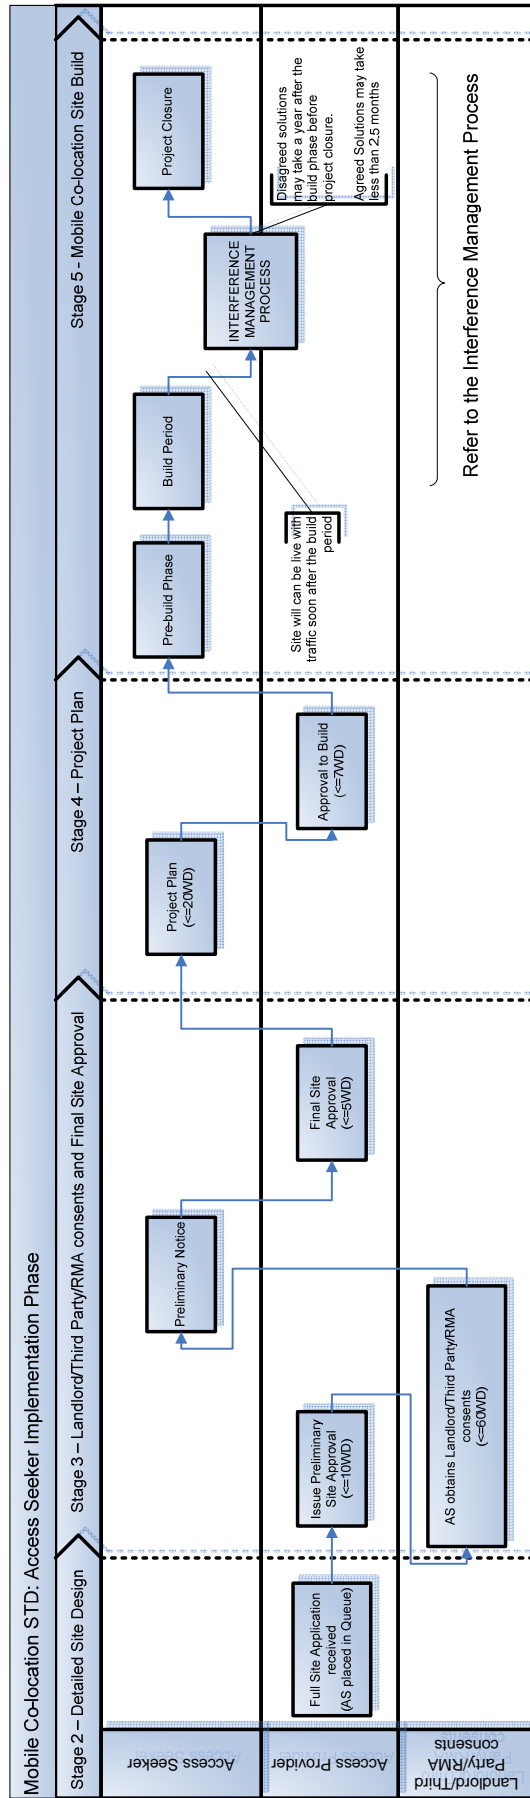 Mobile Co-location STD: Access Seeker Implementation Phase
Stage 2 – Detailed Site Design
Stage 3 – Landlord/Third Party/RMA consents and Final Site Approval
Stage 4 – Project Plan
Stage 5 - Mobile Co-location Site Build
Access Seeker
Preliminary Notice
Project Plan
(<=20WD)
Pre-build Phase
Build Period
Project Closure
INTERFERENCE
MANAGEMENT
PROCESS
Access Provider
Full Site Application
received
(AS placed in Queue)
Issue Preliminary
Site Approval
(<=10WD)
Final Site
Approval
(<=5WD)
Approval to Build
(<=7WD)
Site will can be live with
traffic soon after the build
period
Disagreed solutions
may take a year after the
build phase before
project closure.
Agreed Solutions may take
less than 2.5 months
Landlord/Third
Party/RMA
consents
AS obtains Landlord/Third Party/RMA
consents
(<=60WD)
Refer to the Interference Management Process